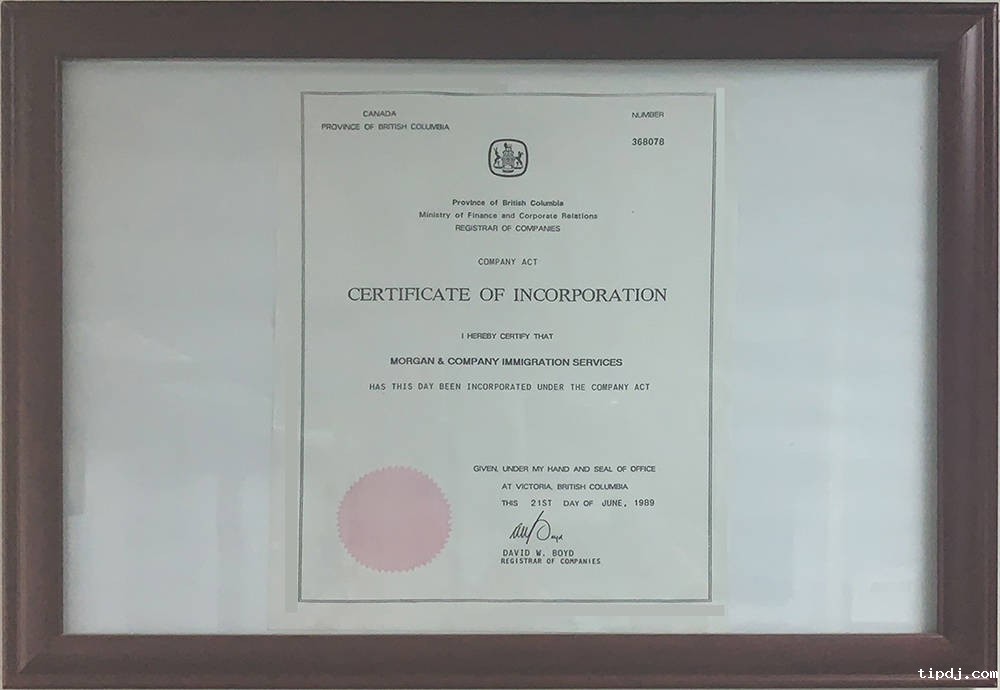 CANADA
PROVINCE OF BRITISH COLUMBIA
NUMBER
368078
Province of British Columbia
Ministry of Finance and Corporate Relations
REGISTRAR OF COMPANIES
COMPANY ACT
CERTIFICATE OF INCORPORATION
I HEREBY CERTIFY THAT
MORGAN & COMPANY IMMIGRATION SERVICES
HAS THIS DAY BEEN INCORPORATED UNDER THE COMPANY ACT
GIVEN, UNDER MY HAND AND SEAL OF OFFICE
AT VICTORIA, BRITISH COLUMBIA
THIS 21ST DAY OF JUNE, 1989
DAVID W. BOYD
REGISTRAR OF COMPANIES
tipdj.com